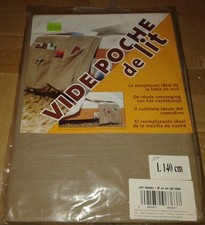 VIDE POCHE
de lit
Le remplaçant idéal de
la table de nuit
De ideale vervanging
van het nachtkastje
Il sostituto ideale del
comodino
El reemplazante ideal
de la mesilla de noche
L 140 cm